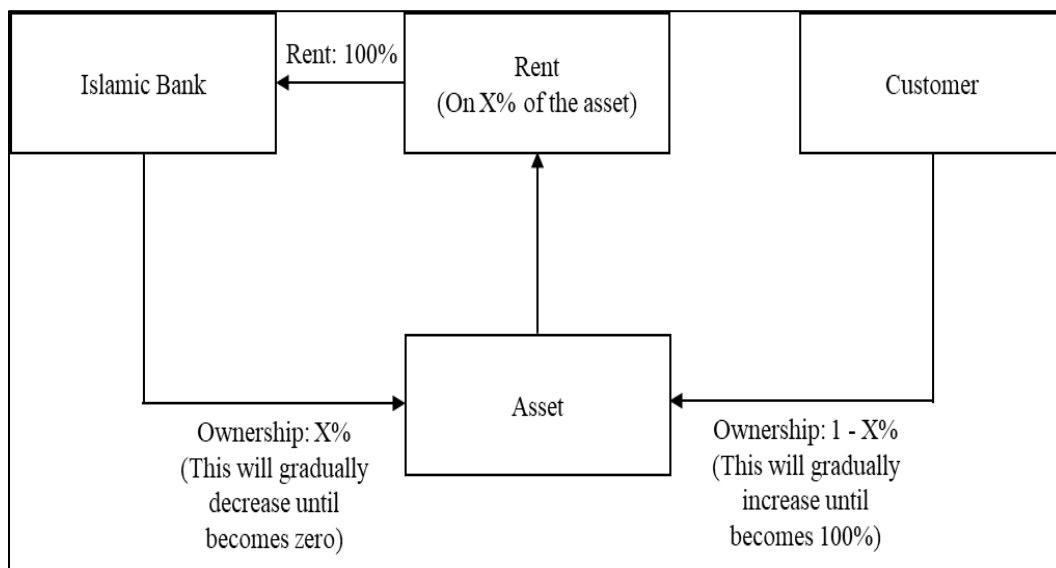 Islamic Bank
Rent: 100%
Rent
(On X% of the asset)
Customer
Asset
Ownership: X%
(This will gradually
decrease until
becomes zero)
Ownership: 1 - X%
(This will gradually
increase until
becomes 100%)